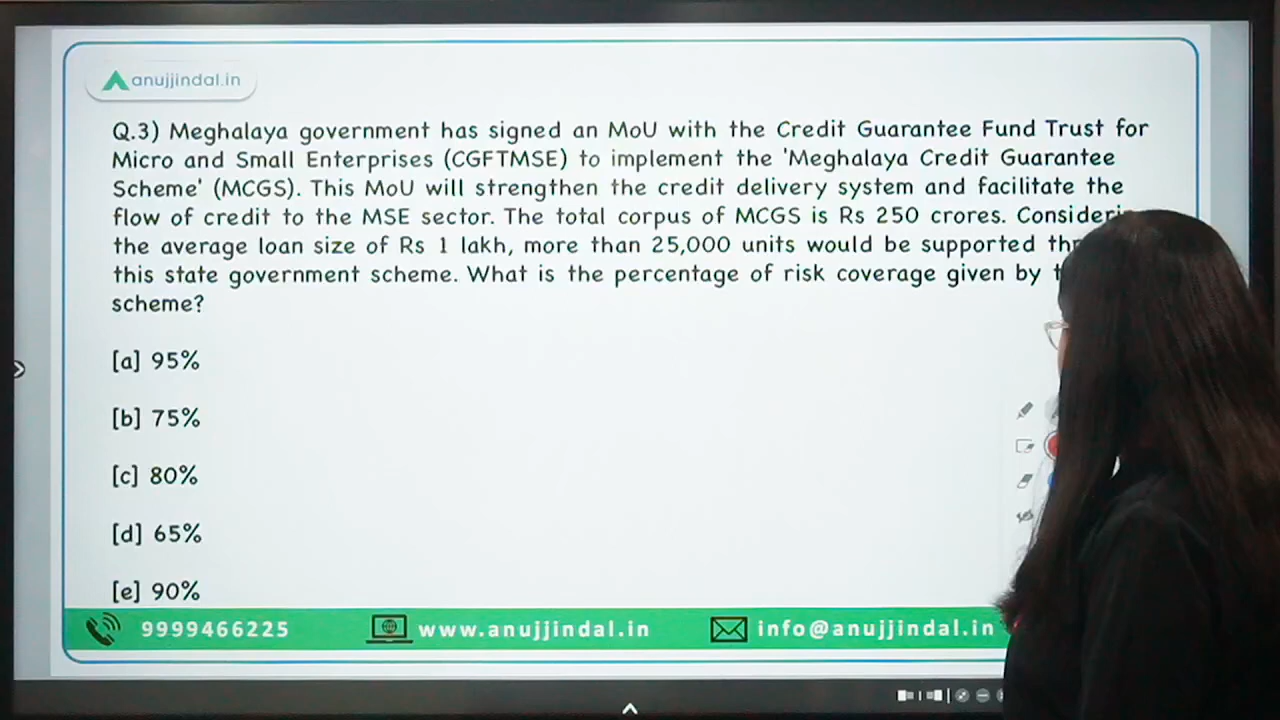 anujjindal.in
Q.3) Meghalaya government has signed an MoU with the Credit Guarantee Fund Trust for
Micro and Small Enterprises (CGFTMSE) to implement the 'Meghalaya Credit Guarantee
Scheme' (MCGS). This MoU will strengthen the credit delivery system and facilitate the
flow of credit to the MSE sector. The total corpus of MCGS is Rs 250 crores.
the average loan size of Rs 1 lakh, more than 25,000 units would be supported
this state government scheme. What is the percentage of risk coverage given by
scheme?
[a] 95%
[b] 75%
[c] 80%
[d] 65%
[e] 90%
9999466225 www.anujjindal.in info@anujjindal.in